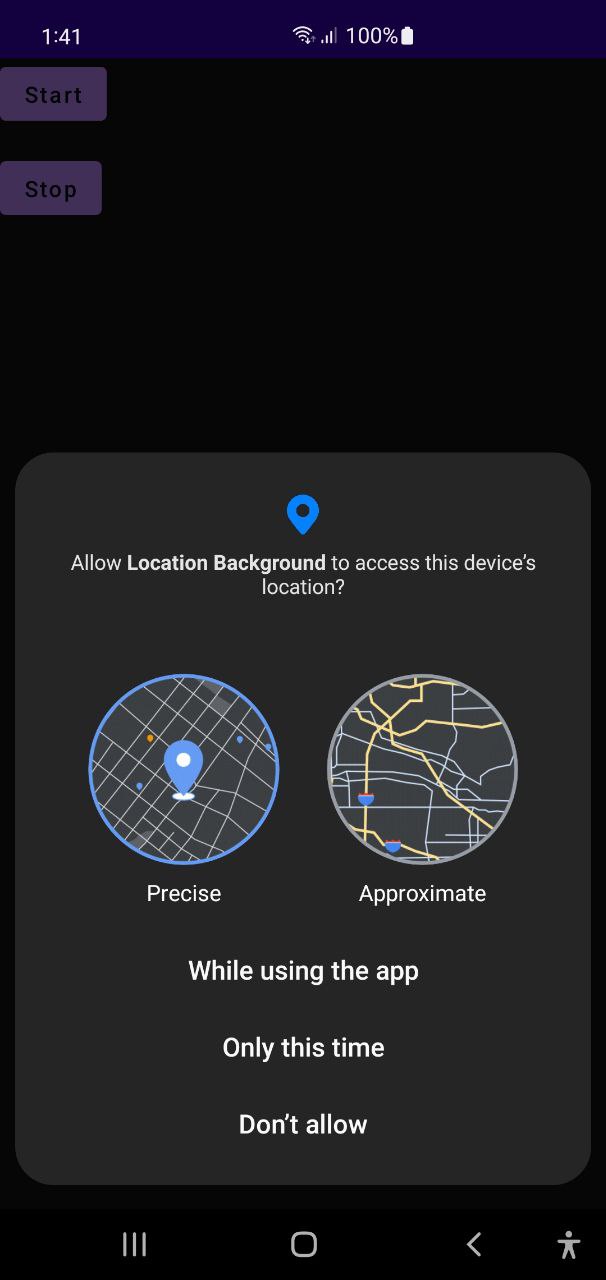 1:41
100%
Start
Stop
Allow Location Background to access this device's
location?
Precise
Approximate
While using the app
Only this time
Don't allow